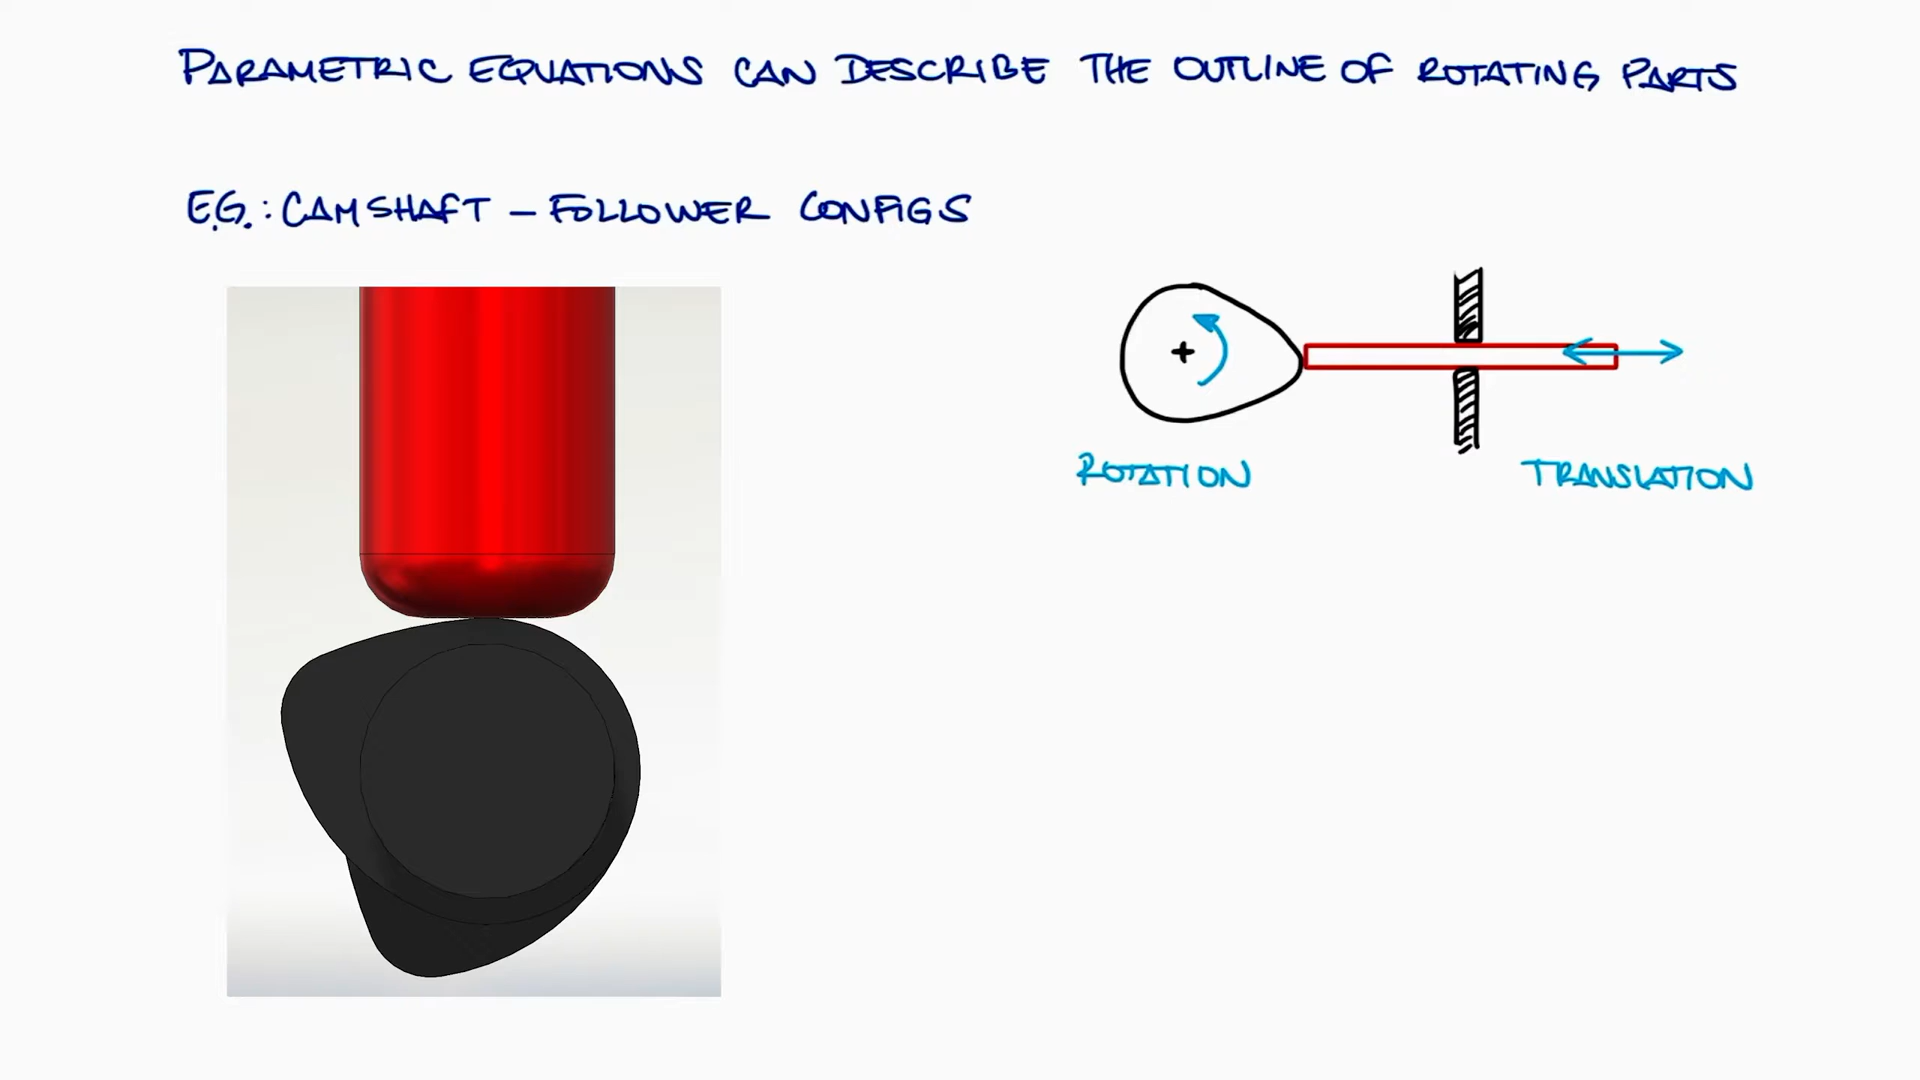 PARAMETRIC EQUATIONS CAN DESCRIBE THE OUTLINE OF ROTATING PARTS
E.G.: CAMSHAFT - FOLLOWER CONFIGS
ROTATION
TRANSLATION